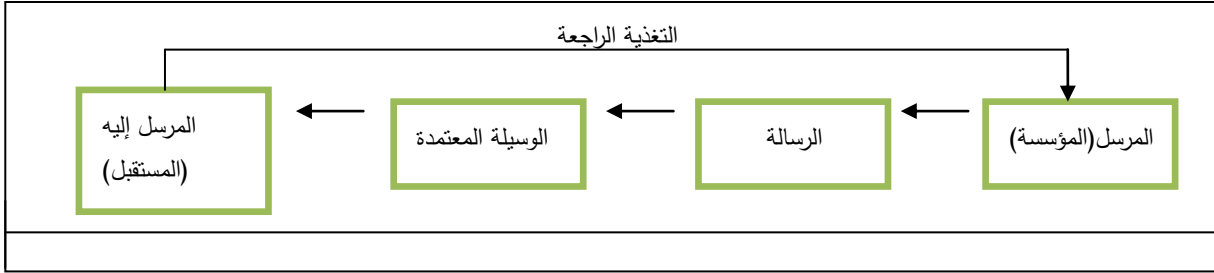 التغذية الراجعة
المرسل(المؤسسة)
الرسالة
الوسيلة المعتمدة
المرسل إليه
(المستقبل)